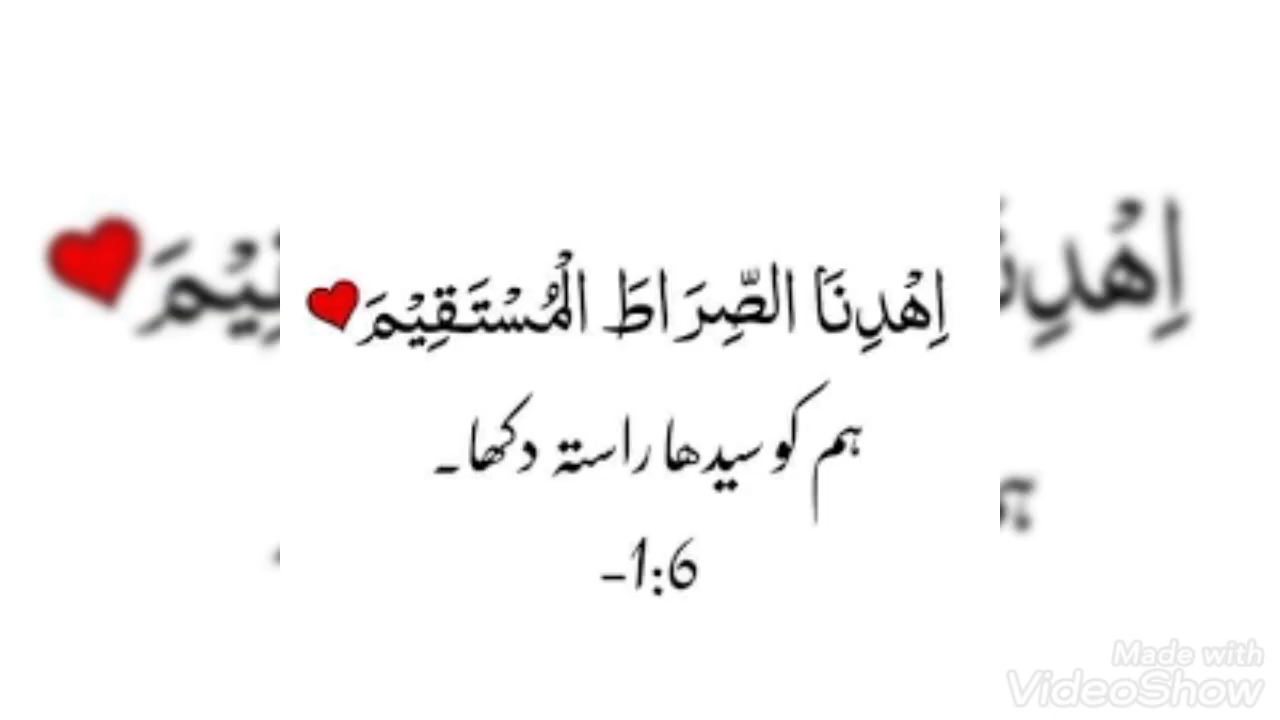 اِهْدِنَا الصِّرَاطَ الْمُسْتَقِيْمَ
ہم کو سیدھا راستہ دکھا۔
-1:6
Made with
VideoShow